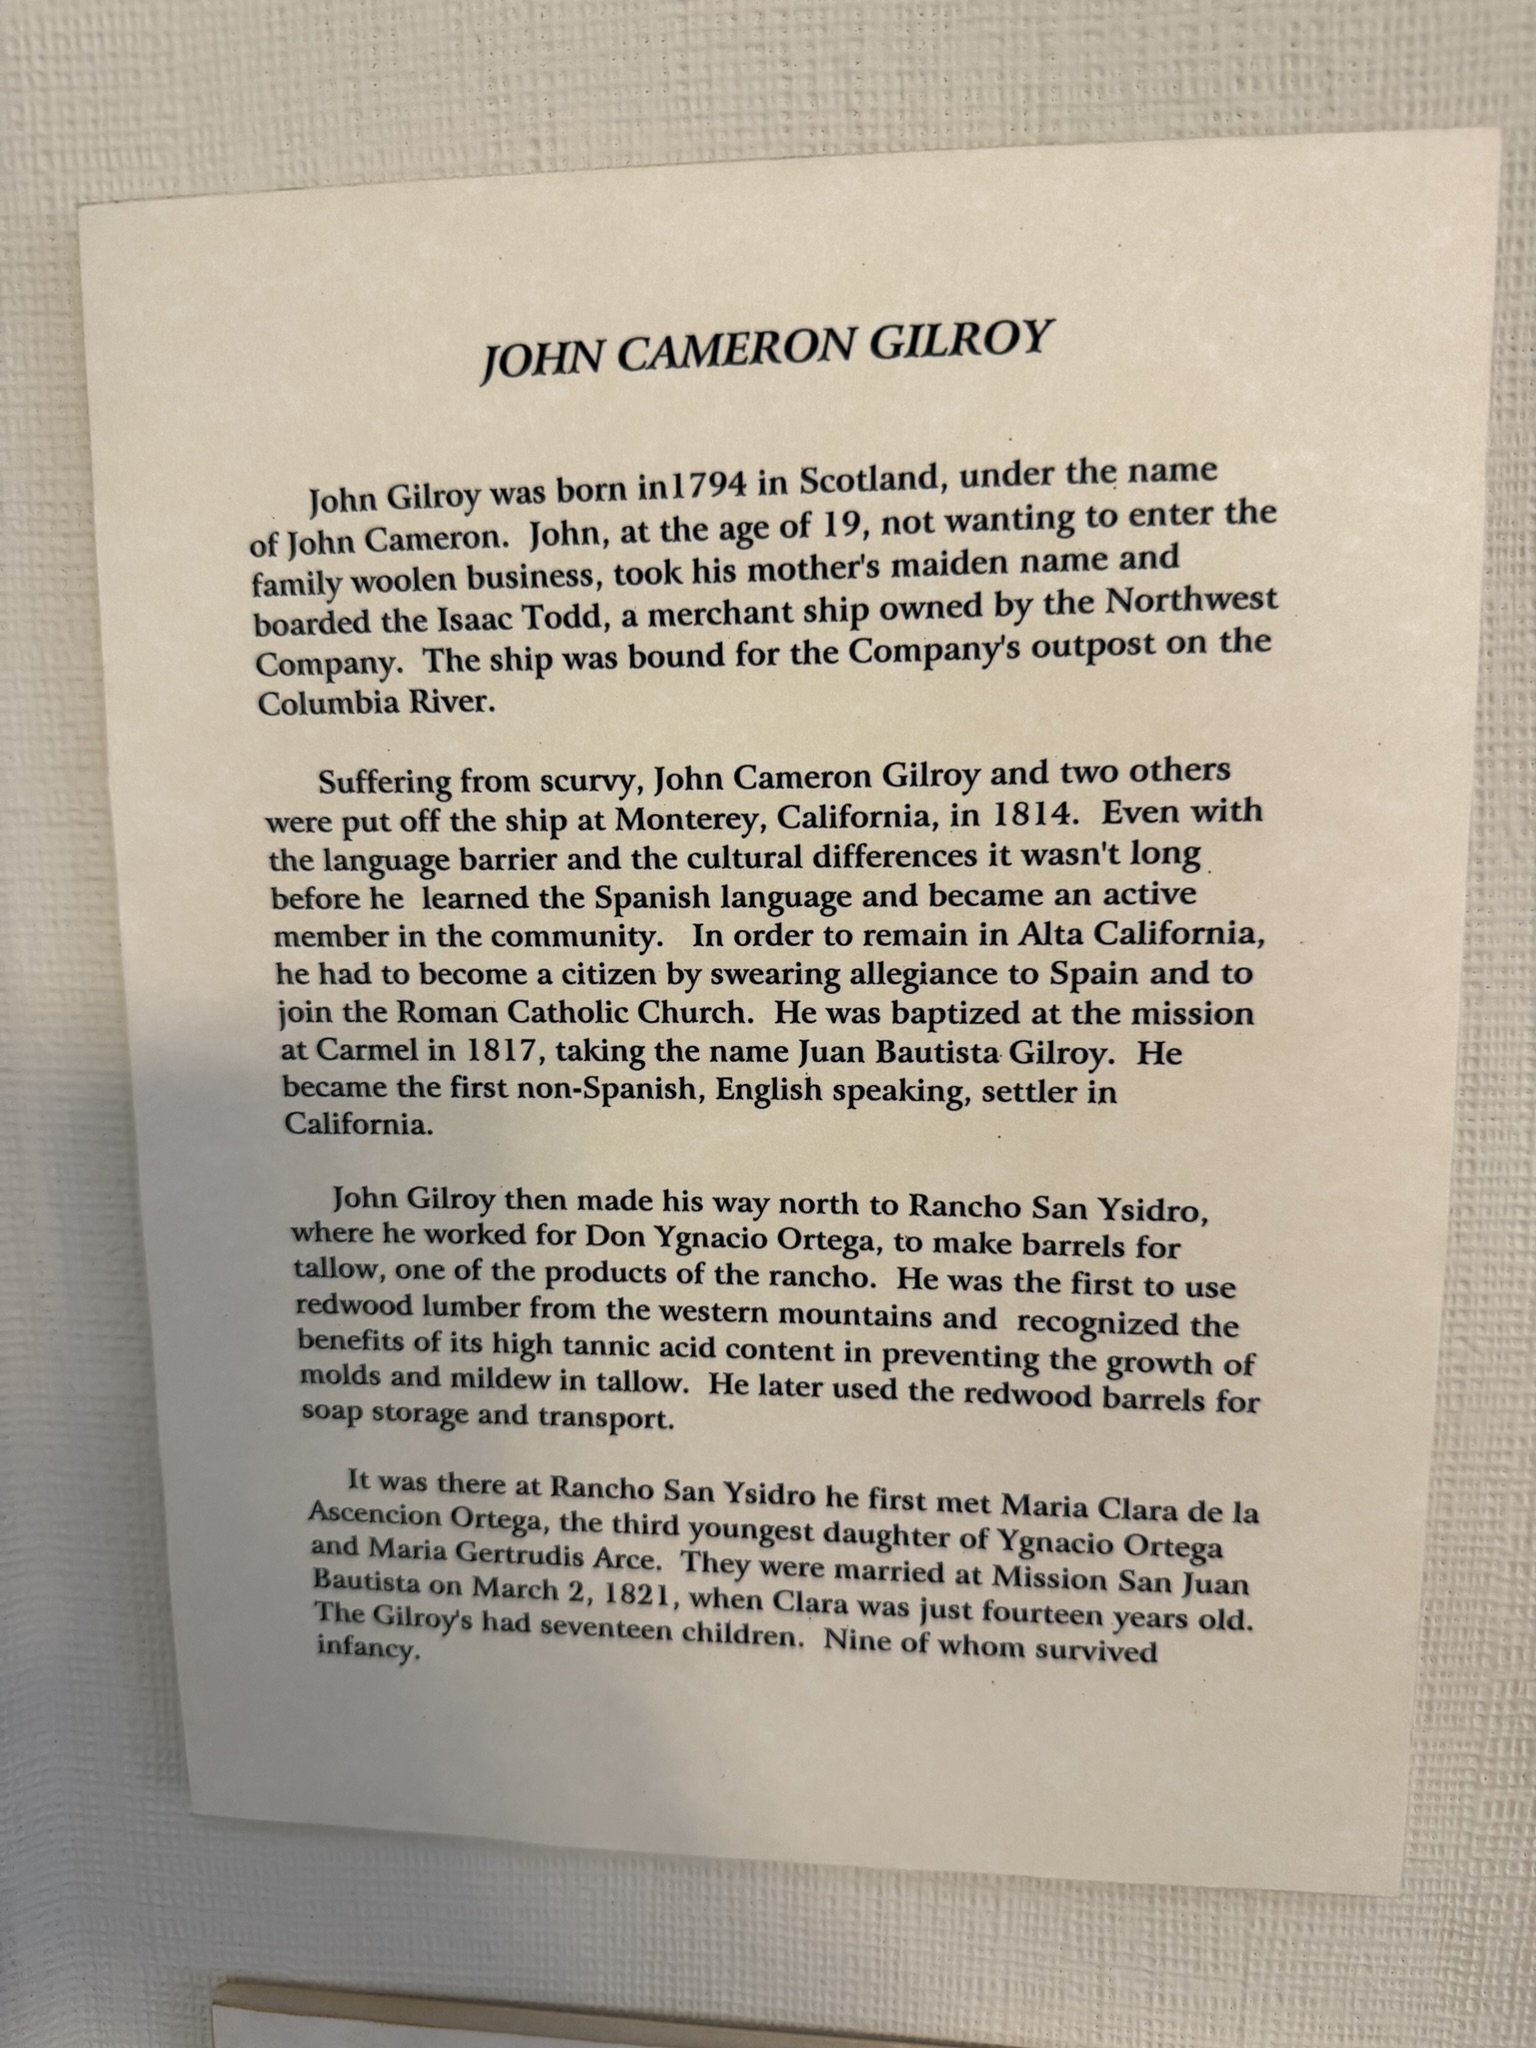 JOHN CAMERON GILROY
John Gilroy was born in1794 in Scotland, under the name
of John Cameron. John, at the age of 19, not wanting to enter the
family woolen business, took his mother's maiden name and
boarded the Isaac Todd, a merchant ship owned by the Northwest
Company. The ship was bound for the Company's outpost on the
Columbia River.
Suffering from scurvy, John Cameron Gilroy and two others
were put off the ship at Monterey, California, in 1814. Even with
the language barrier and the cultural differences it wasn't long
before he learned the Spanish language and became an active
member in the community. In order to remain in Alta California,
he had to become a citizen by swearing allegiance to Spain and to
join the Roman Catholic Church. He was baptized at the mission
at Carmel in 1817, taking the name Juan Bautista Gilroy. He
became the first non-Spanish, English speaking, settler in
California.
John Gilroy then made his way north to Rancho San Ysidro,
where he worked for Don Ygnacio Ortega, to make barrels for
tallow, one of the products of the rancho. He was the first to use
redwood lumber from the western mountains and recognized the
benefits of its high tannic acid content in preventing the growth of
molds and mildew in tallow. He later used the redwood barrels for
soap storage and transport.
It was there at Rancho San Ysidro he first met Maria Clara de la
Ascencion Ortega, the third youngest daughter of Ygnacio Ortega
and Maria Gertrudis Arce. They were married at Mission San Juan
Bautista on March 2, 1821, when Clara was just fourteen years old.
The Gilroy's had seventeen children. Nine of whom survived
infancy.